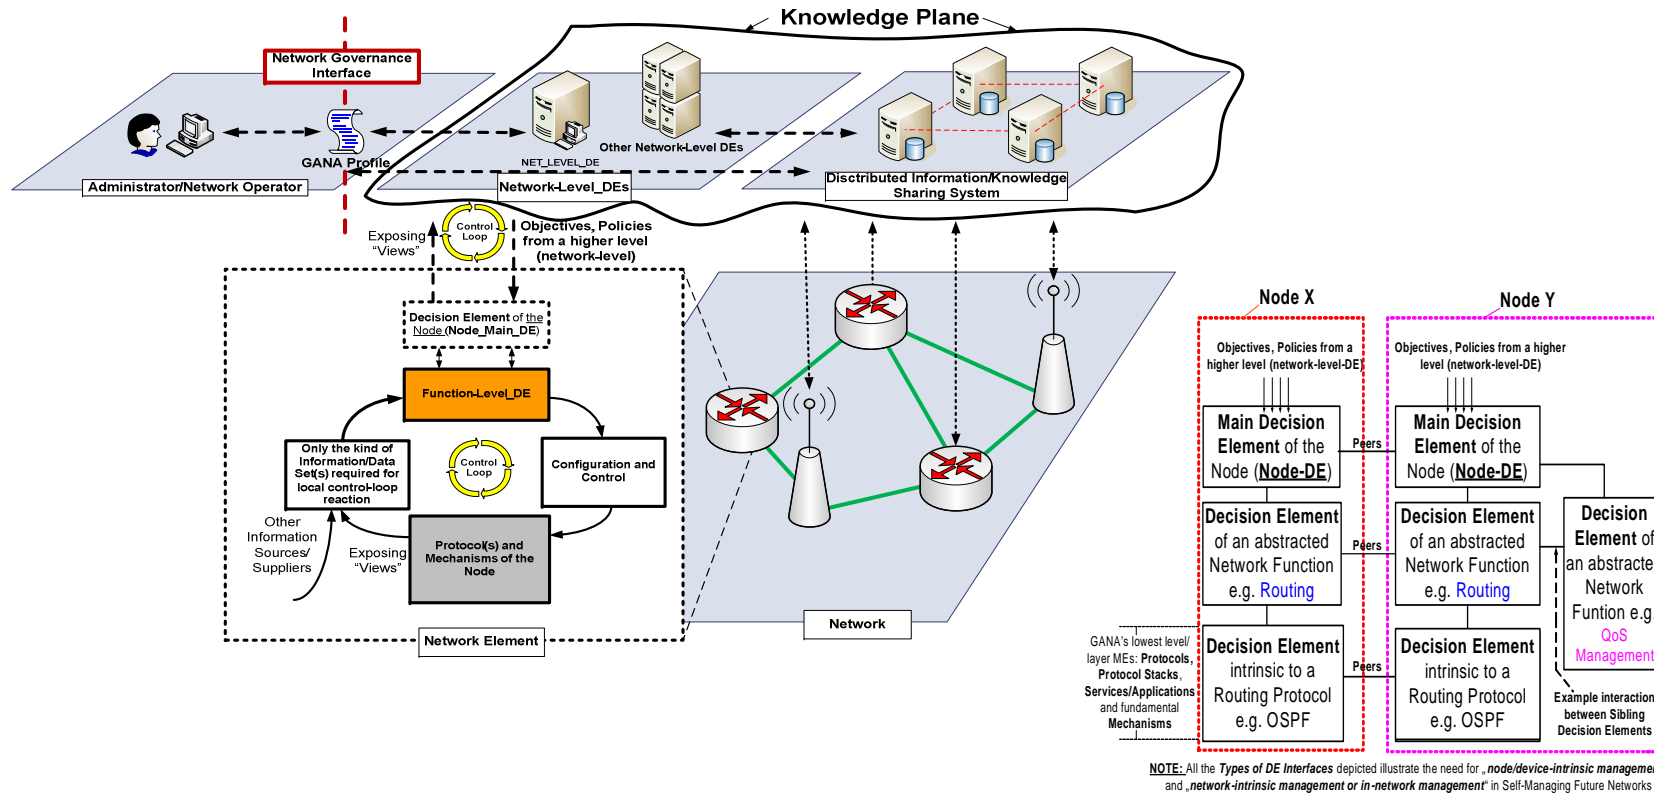 Knowledge Plane
Network Governance
Interface
GANA Profile
Administrator/Network Operator
NET_LEVEL_DE
Other Network-Level DEs
Network-Level_DEs
Disctributed Information/Knowledge
Sharing System
Exposing
"Views"
Control
Loop
Objectives, Policies
from a higher level
(network-level)
Decision Element of the
Node (Node_Main_DE)
Function-Level_DE
Only the kind of
Information/Data
Set(s) required for
local control-loop
reaction
Control
Loop
Configuration and
Control
Other
Information
Sources/
Suppliers
Exposing
"Views"
Protocol(s) and
Mechanisms of the
Node
Network Element
Network
Node X
Objectives, Policies from a
higher level (network-level-DE)
Main Decision
Element of the
Node (Node-DE)
Decision Element
of an abstracted
Network Function
e.g. Routing
Decision Element
intrinsic to a
Routing Protocol
e.g. OSPF
Peers
Peers
Peers
Node Y
Objectives, Policies from a higher
level (network-level-DE)
Main Decision
Element of the
Node (Node-DE)
Decision Element
of an abstracted
Network Function
e.g. Routing
Decision Element
intrinsic to a
Routing Protocol
e.g. OSPF
Decision
Element of
an abstracte
Network
Funtion e.g.
QoS
Management
Example interaction
between Sibling
Decision Elements
GANA's lowest level/
layer MEs: Protocols,
Protocol Stacks,
Services/Applications
and fundamental
Mechanisms
NOTE: All the Types of DE Interfaces depicted illustrate the need for „node/device-intrinsic manageme
and „network-intrinsic management or in-network management" in Self-Managing Future Networks